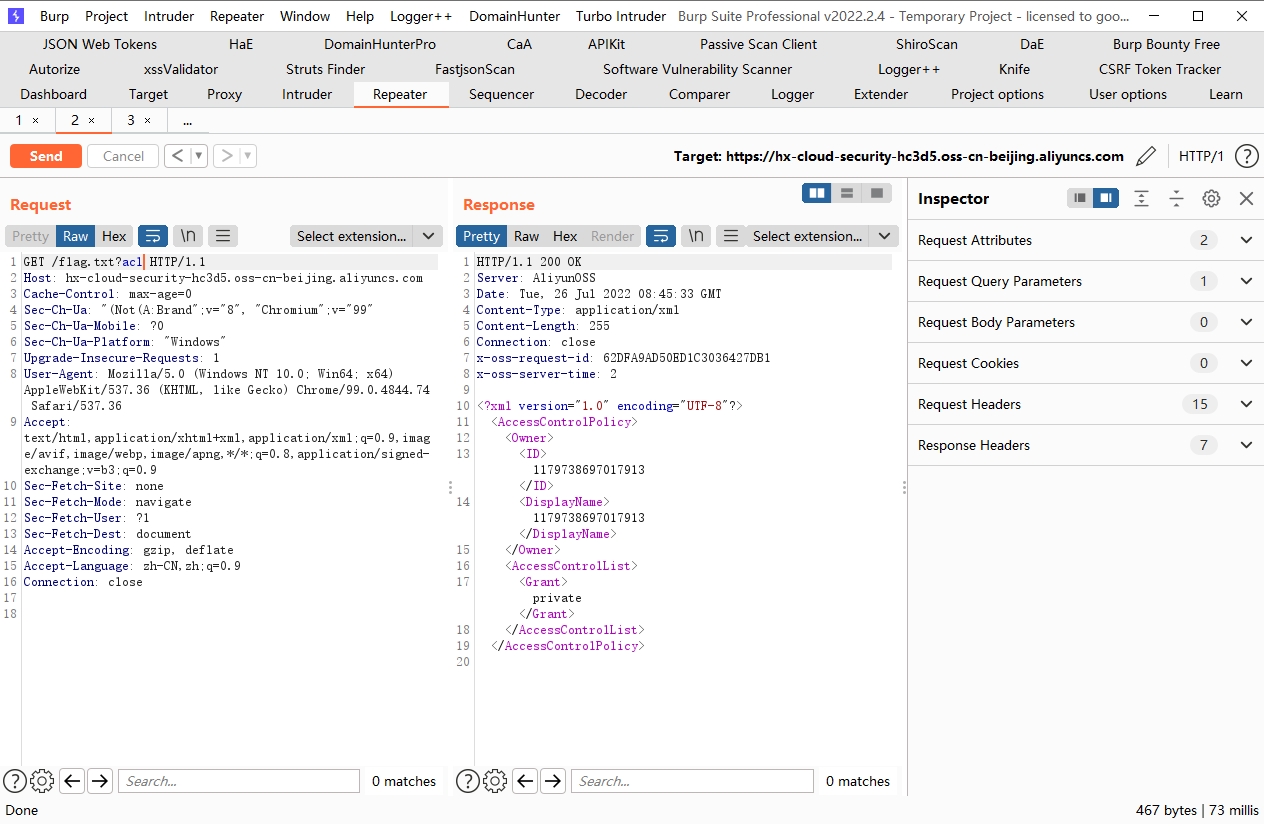 Burp Project Intruder Repeater Window Help Logger++ DomainHunter Turbo Intruder Burp Suite Professional v2022.2.4 - Temporary Project - licensed to goo...
JSON Web Tokens HaE DomainHunterPro CaA APIKit Passive Scan Client ShiroScan DaE Burp Bounty Free
Autorize xssValidator Struts Finder FastjsonScan Software Vulnerability Scanner Logger++ Knife CSRF Token Tracker
Dashboard Target Proxy Intruder Repeater Sequencer Decoder Comparer Logger Extender Project options User options Learn
1 × 2 × 3 × ...
Send Cancel < ▼ > ▼ Target: https://hx-cloud-security-hc3d5.oss-cn-beijing.aliyuncs.com HTTP/1 ?
Request
Pretty Raw Hex \n Select extension...
1 GET /flag.txt?acl HTTP/1.1
2 Host: hx-cloud-security-hc3d5.oss-cn-beijing.aliyuncs.com
3 Cache-Control: max-age=0
4 Sec-Ch-Ua: "(Not(A:Brand";v="8", "Chromium";v="99"
5 Sec-Ch-Ua-Mobile: ?0
6 Sec-Ch-Ua-Platform: "Windows"
7 Upgrade-Insecure-Requests: 1
8 User-Agent: Mozilla/5.0 (Windows NT 10.0; Win64; x64)
AppleWebKit/537.36 (KHTML, like Gecko) Chrome/99.0.4844.74
Safari/537.36
9 Accept:
text/html,application/xhtml+xml,application/xml;q=0.9,imag
e/avif,image/webp,image/apng,*/*;q=0.8,application/signed-
exchange;v=b3;q=0.9
10 Sec-Fetch-Site: none
11 Sec-Fetch-Mode: navigate
12 Sec-Fetch-User: ?1
13 Sec-Fetch-Dest: document
14 Accept-Encoding: gzip, deflate
15 Accept-Language: zh-CN,zh;q=0.9
16 Connection: close
17
18
? Search... 0 matches
Response
Pretty Raw Hex Render \n Select extension...
1 HTTP/1.1 200 OK
2 Server: AliyunOSS
3 Date: Tue, 26 Jul 2022 08:45:33 GMT
4 Content-Type: application/xml
5 Content-Length: 255
6 Connection: close
7 x-oss-request-id: 62DFA9AD50BD1C3036427DB1
8 x-oss-server-time: 2
9
10 <?xml version="1.0" encoding="UTF-8"?>
11 <AccessControlPolicy>
12 <Owner>
13 <ID>
1179738697017913
</ID>
14 <DisplayName>
1179738697017913
</DisplayName>
15 </Owner>
16 <AccessControlList>
17 <Grant>
private
</Grant>
18 </AccessControlList>
19 </AccessControlPolicy>
20
? Search... 0 matches
Inspector
Request Attributes 2
Request Query Parameters 1
Request Body Parameters 0
Request Cookies 0
Request Headers 15
Response Headers 7
Done 467 bytes | 73 millis